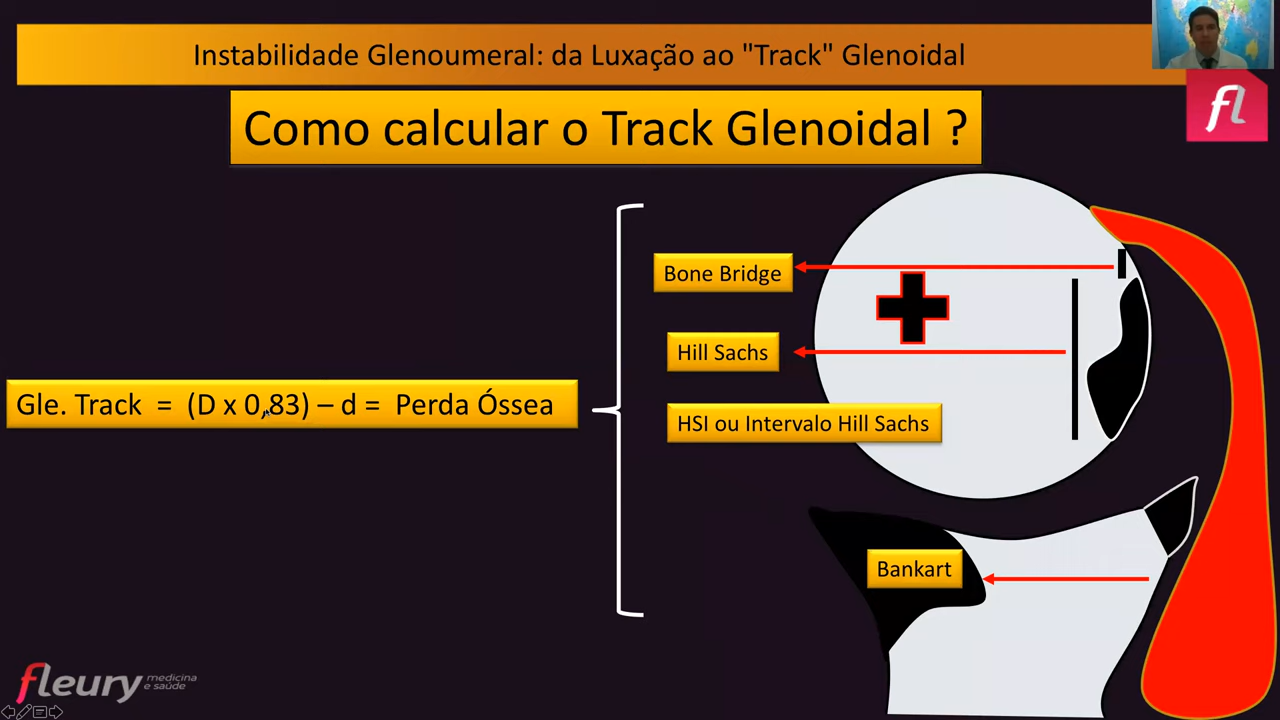 Instabilidade Glenoumeral: da Luxação ao "Track" Glenoidal
fl
Como calcular o Track Glenoidal ?
Bone Bridge
Hill Sachs
Gle. Track = (D x 0,83) – d = Perda Óssea
HSI ou Intervalo Hill Sachs
Bankart
fleury medicina
e saúde